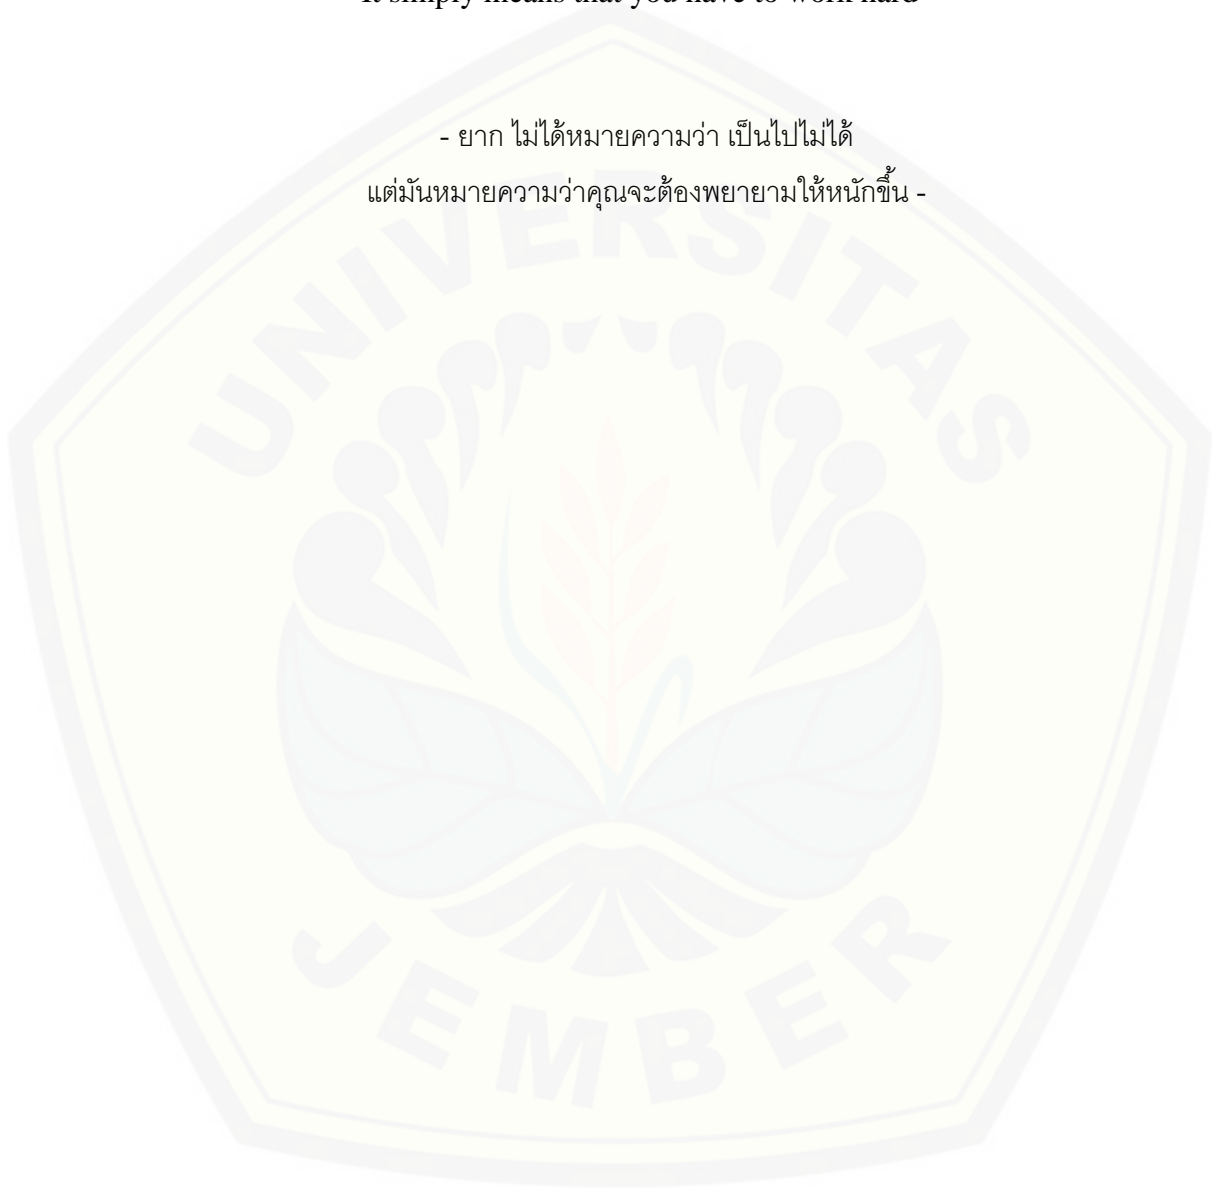 It simply means that you have to work hard
- ยาก ไม่ได้หมายความว่า เป็นไปไม่ได้
แต่มันหมายความว่าคุณจะต้องพยายามให้หนักขึ้น -
UNIVERSITAS
JEMBER